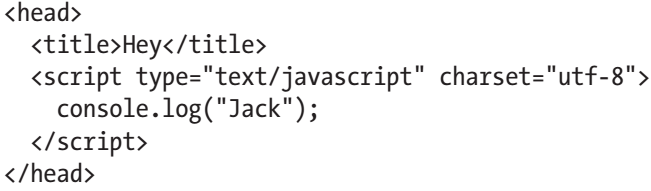 <head>
  <title>Hey</title>
  <script type="text/javascript" charset="utf-8">
    console.log("Jack");
  </script>
</head>